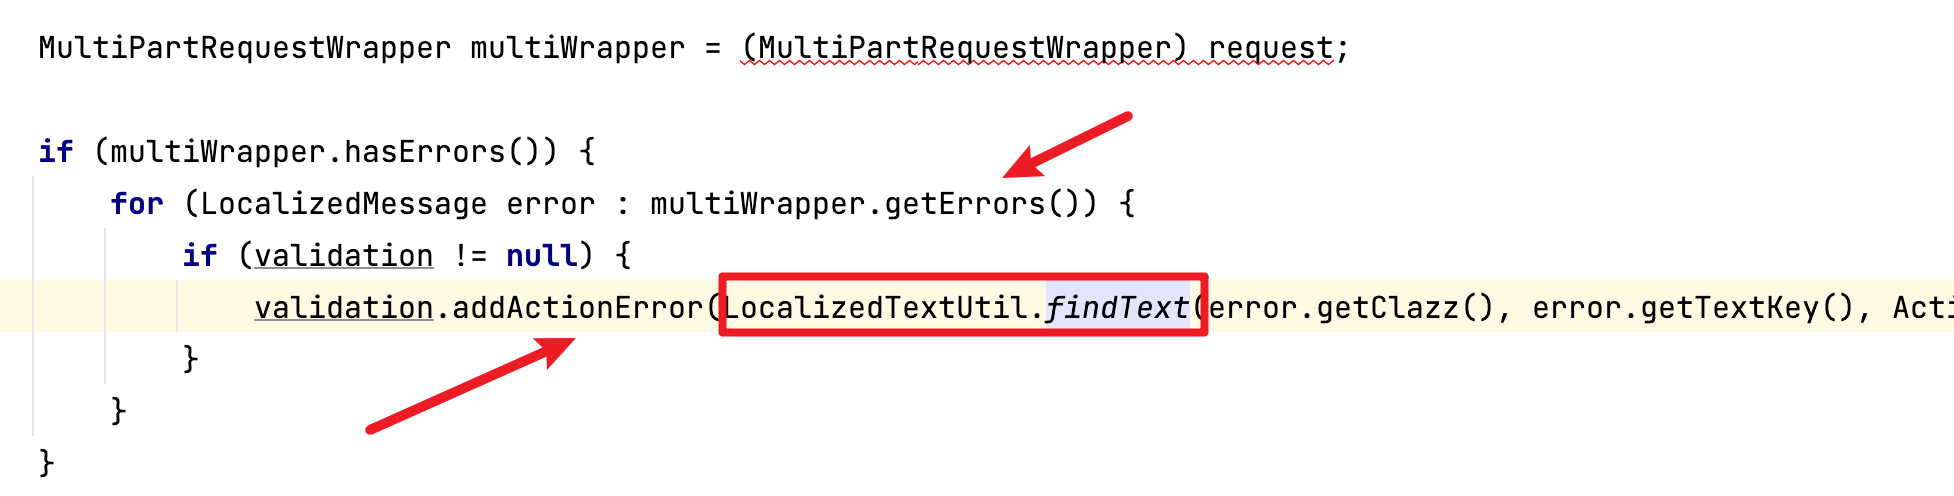 MultiPartRequestWrapper multiWrapper = (MultiPartRequestWrapper) request;
if (multiWrapper.hasErrors()) {
for (LocalizedMessage error : multiWrapper.getErrors()) {
if (validation != null) {
validation.addActionError(LocalizedTextUtil.findText(error.getClazz(), error.getTextKey(), Acti
}
}
}